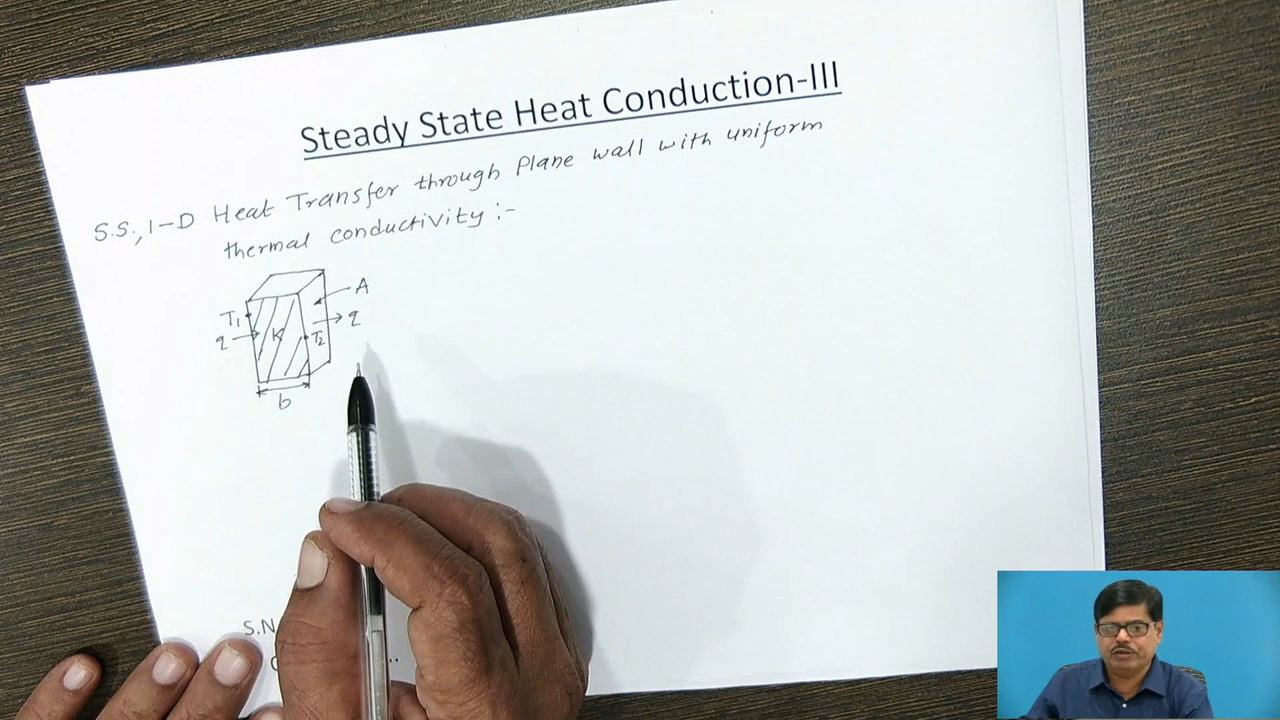 Steady State Heat Conduction-III
S.S., 1-D Heat Transfer through Plane wall with uniform
thermal conductivity :-
A
T1
q
K
T2
q
b
S.N